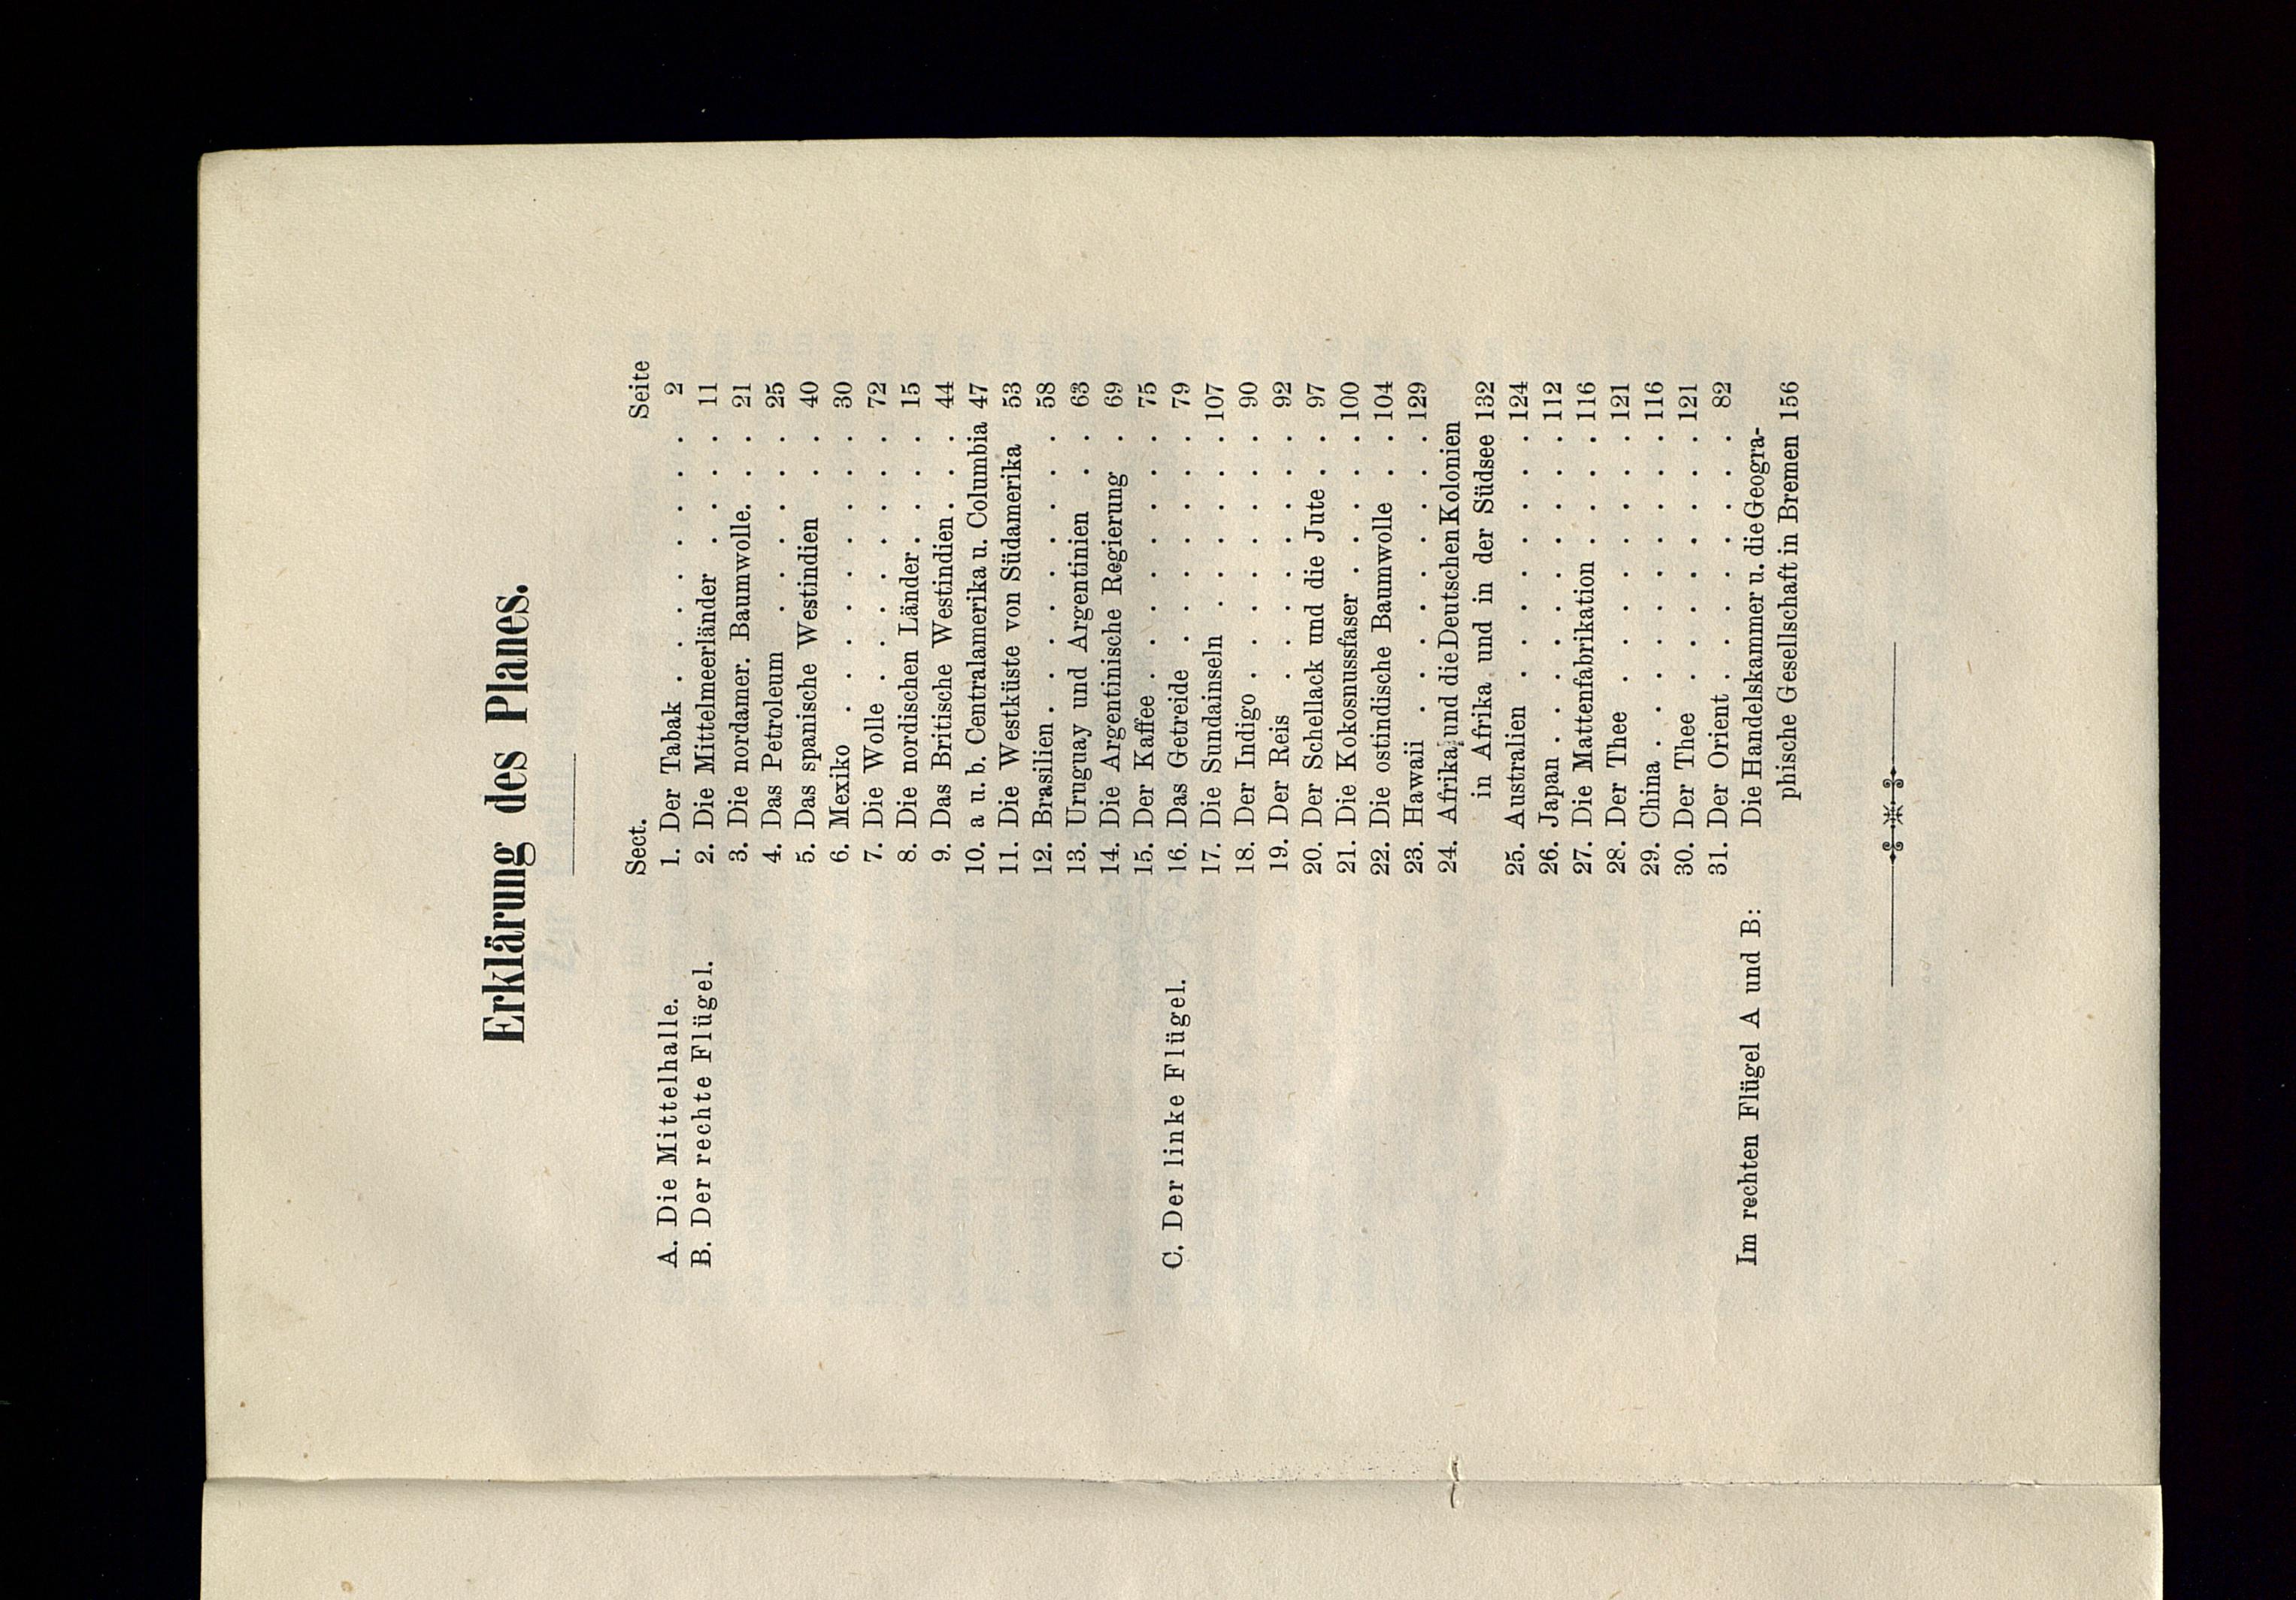 Erklärung des Planes.
Sect. Seite
A. Die Mittelhalle. 1. Der Tabak . . . . . . . . 2
B. Der rechte Flügel. 2. Die Mittelmeerländer . . . . 11
3. Die nordamer. Baumwolle. . . 21
4. Das Petroleum . . . . . . 25
5. Das spanische Westindien . . 40
6. Mexiko . . . . . . . . . 30
7. Die Wolle . . . . . . . . 72
8. Die nordischen Länder . . . . 15
9. Das Britische Westindien . . . 44
10. a u. b. Centralamerika u. Columbia 47
11. Die Westküste von Südamerika 53
12. Brasilien . . . . . . . . . 58
13. Uruguay und Argentinien . . 63
14. Die Argentinische Regierung . 69
15. Der Kaffee . . . . . . . . 75
C. Der linke Flügel. 16. Das Getreide . . . . . . . 79
17. Die Sundainseln . . . . . . 107
18. Der Indigo . . . . . . . . 90
19. Der Reis . . . . . . . . 92
20. Der Schellack und die Jute . . 97
21. Die Kokosnussfaser . . . . . 100
22. Die ostindische Baumwolle . . 104
23. Hawaii . . . . . . . . . 129
24. Afrika und die Deutschen Kolonien
in Afrika und in der Südsee 132
25. Australien . . . . . . . . 124
26. Japan . . . . . . . . . . 112
27. Die Mattenfabrikation . . . . 116
28. Der Thee . . . . . . . . 121
29. China . . . . . . . . . . 116
30. Der Thee . . . . . . . . 121
31. Der Orient . . . . . . . . 82
Im rechten Flügel A und B: Die Handelskammer u. die Geogra-
phische Gesellschaft in Bremen 156